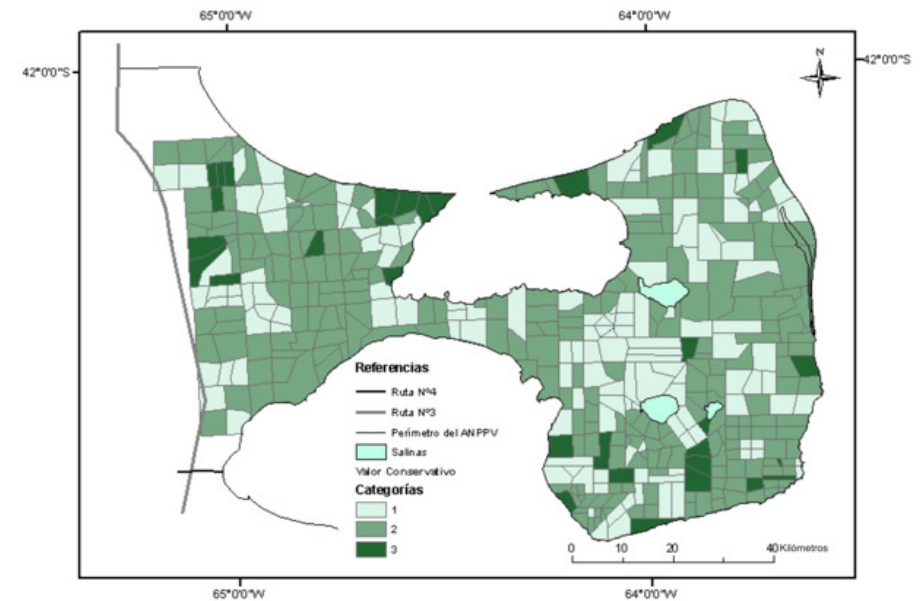 65°0'0"W 64°0'0"W
42°0'0"S 42°0'0"S
N
Referencias
Ruta Nº4
Ruta Nº3
Perímetro del ANPPV
Salinas
Valor Conservativo
Categorías
1
2
3
0 10 20 40 Kilómetros
65°0'0"W 64°0'0"W